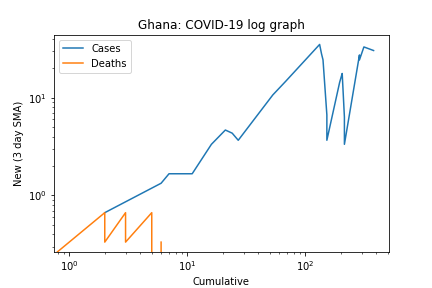 Ghana: COVID-19 log graph
Cases
Deaths
New (3 day SMA)
10¹
10⁰
10⁰ 10¹ 10²
Cumulative